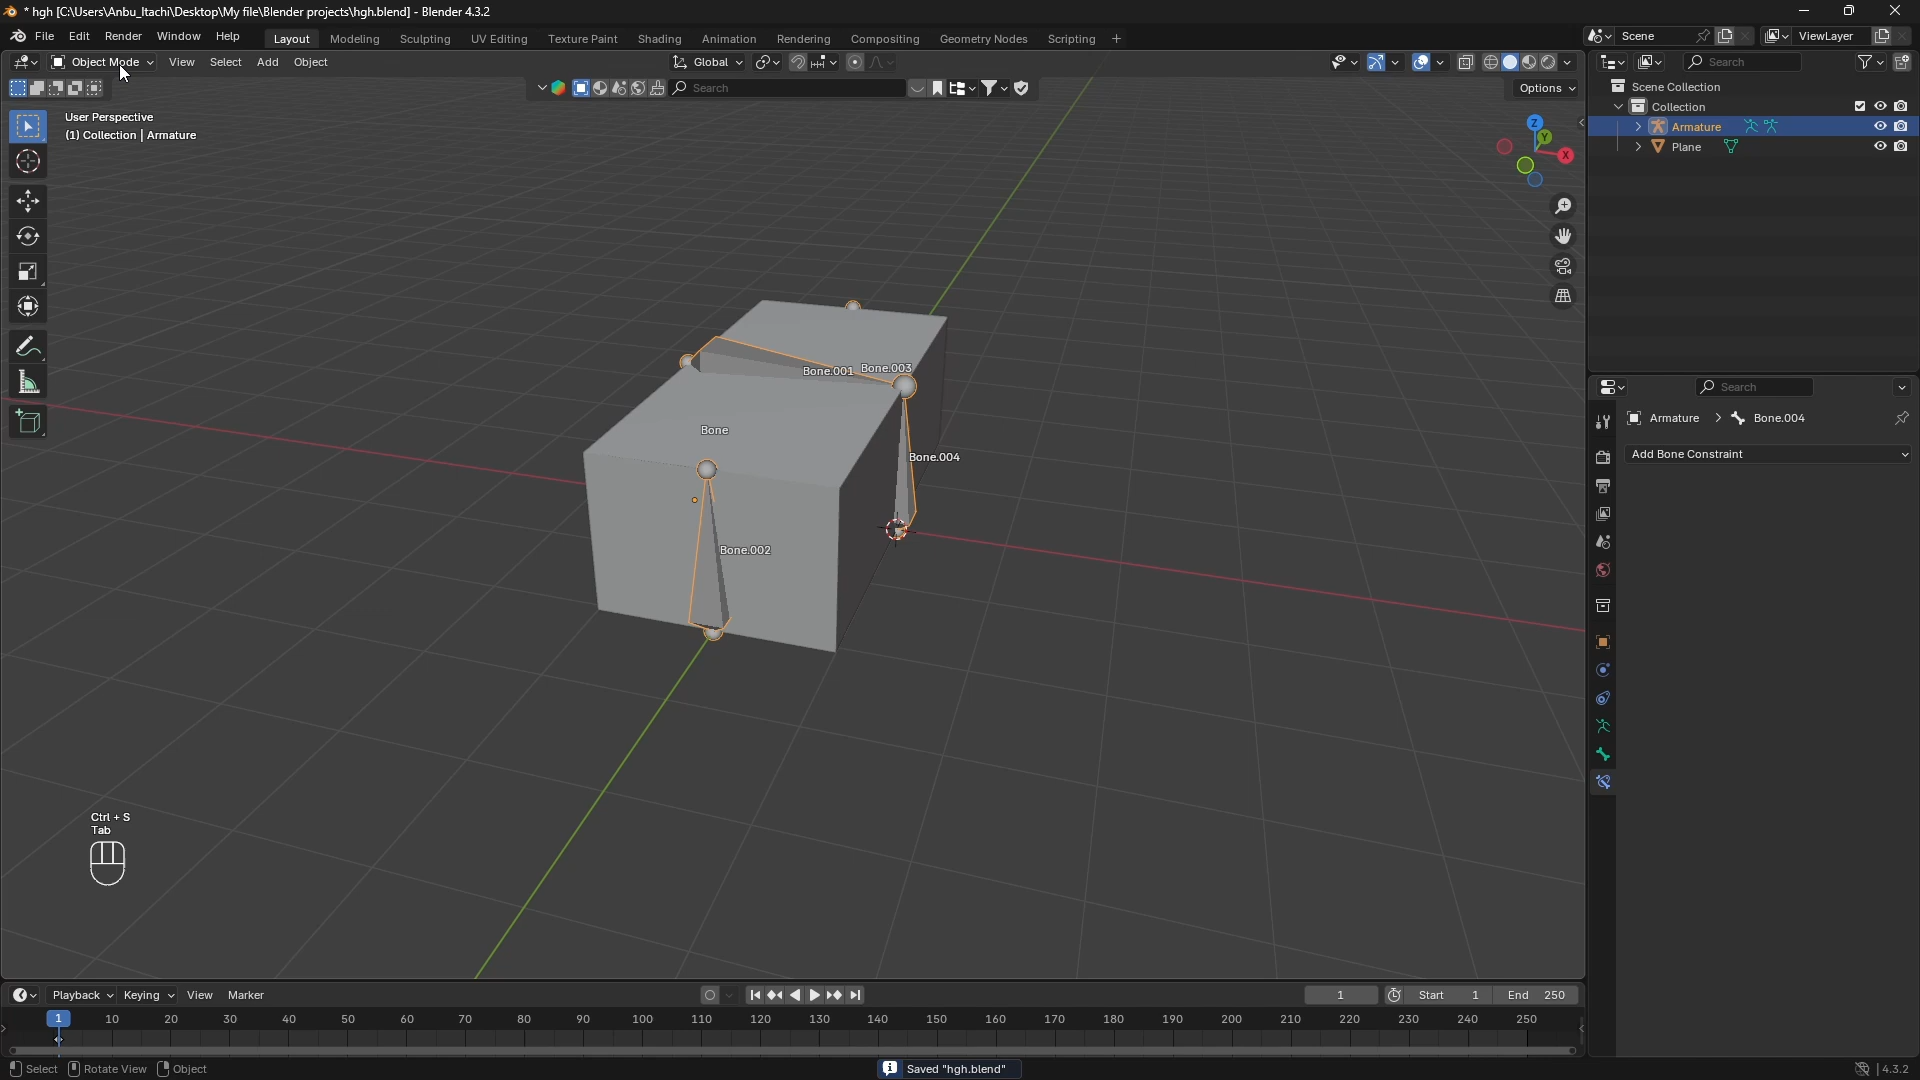 * hgh [C:\Users\Anbu_Itachi\Desktop\My file\Blender projects\hgh.blend] - Blender 4.3.2
File Edit Render Window Help Layout Modeling Sculpting UV Editing Texture Paint Shading Animation Rendering Compositing Geometry Nodes Scripting + Scene ViewLayer
Object Mode View Select Add Object Global Search
Search Options
User Perspective
(1) Collection | Armature
Scene Collection
Collection
Armature
Plane
Z
Y
X
Bone.001 Bone.003
Bone
Bone.004
Bone.002
Search
Armature > Bone.004
Add Bone Constraint
Ctrl + S
Tab
Playback Keying View Marker 1 Start 1 End 250
1 10 20 30 40 50 60 70 80 90 100 110 120 130 140 150 160 170 180 190 200 210 220 230 240 250
Select Rotate View Object Saved "hgh.blend" 4.3.2